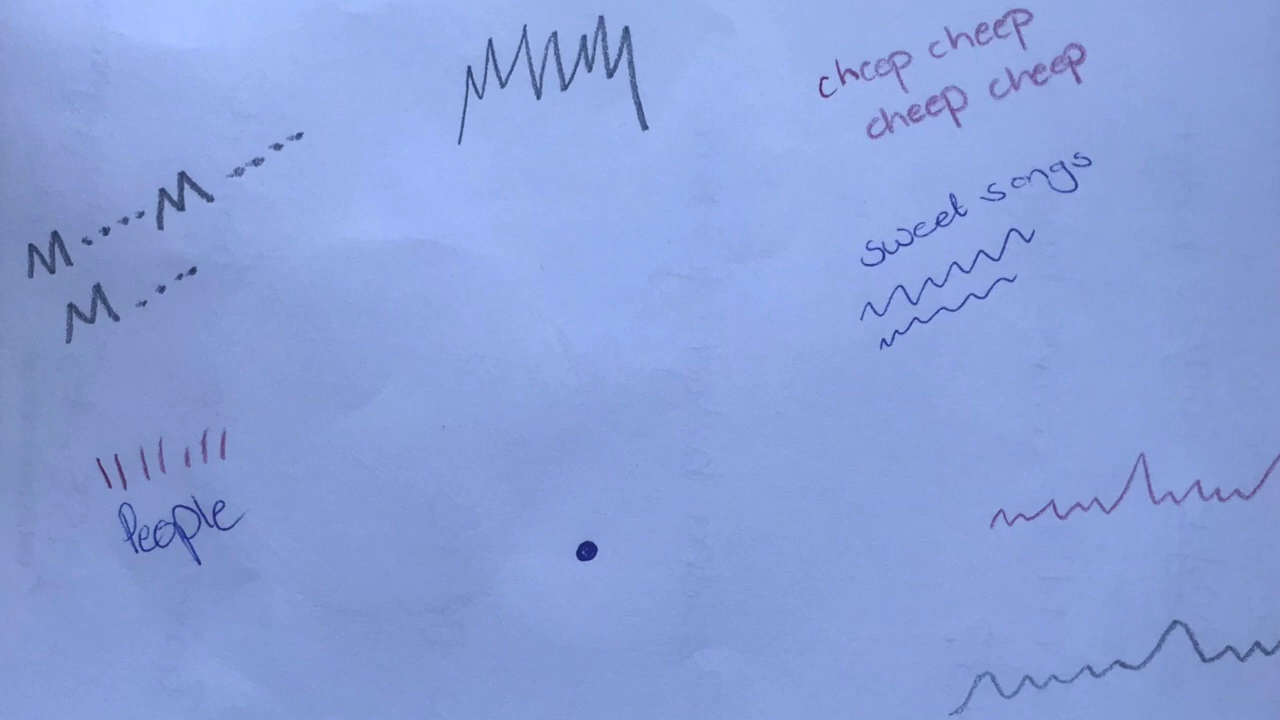 cheep cheep
cheep cheep
M.....M.....
M....
sweet songs
People